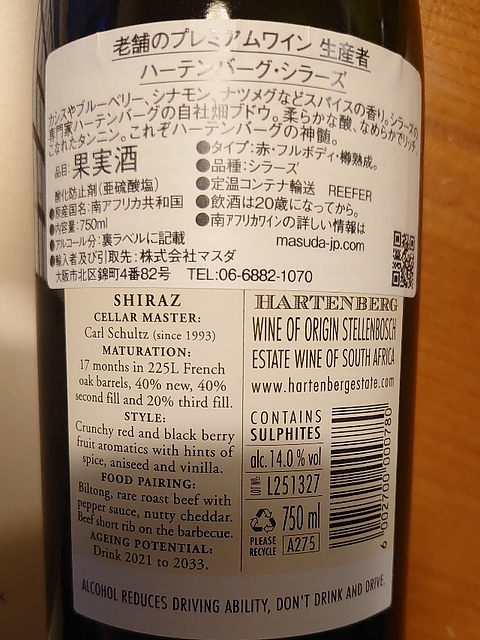 老舗のプレミアムワイン 生産者
ハーテンバーグ・シラーズ
カシスやブルーベリー、シナモン、ナツメグなどスパイスの香り。シラーズの
専門家ハーテンバーグの自社畑ブドウ。柔らかな酸、なめらかでリッチ、
こなれたタンニン。これぞハーテンバーグの神髄。
品目:果実酒
酸化防止剤(亜硫酸塩)
●原産国名:南アフリカ共和国
●内容量:750ml
●アルコール分:裏ラベルに記載
●輸入者及び引取先:株式会社マスダ
大阪市北区錦町4番82号 TEL:06-6882-1070
●タイプ:赤・フルボディ・樽熟成。
●品種:シラーズ
●定温コンテナ輸送 REEFER
●飲酒は20歳になってから。
●南アフリカワインの詳しい情報は
masuda-jp.com
SHIRAZ
CELLAR MASTER:
Carl Schultz (since 1993)
MATURATION:
17 months in 225L French
oak barrels, 40% new, 40%
second fill and 20% third fill.
STYLE:
Crunchy red and black berry
fruit aromatics with hints of
spice, aniseed and vanilla.
FOOD PAIRING:
Biltong, rare roast beef with
pepper sauce, nutty cheddar.
Beef short rib on the barbecue.
AGEING POTENTIAL:
Drink 2021 to 2033.
HARTENBERG
WINE OF ORIGIN STELLENBOSCH
ESTATE WINE OF SOUTH AFRICA
www.hartenbergestate.com
CONTAINS
SULPHITES
alc. 14.0 % vol
LOT Nº: L251327
750 ml
PLEASE
RECYCLE
A275
6 002700 000780
ALCOHOL REDUCES DRIVING ABILITY, DON'T DRINK AND DRIVE.